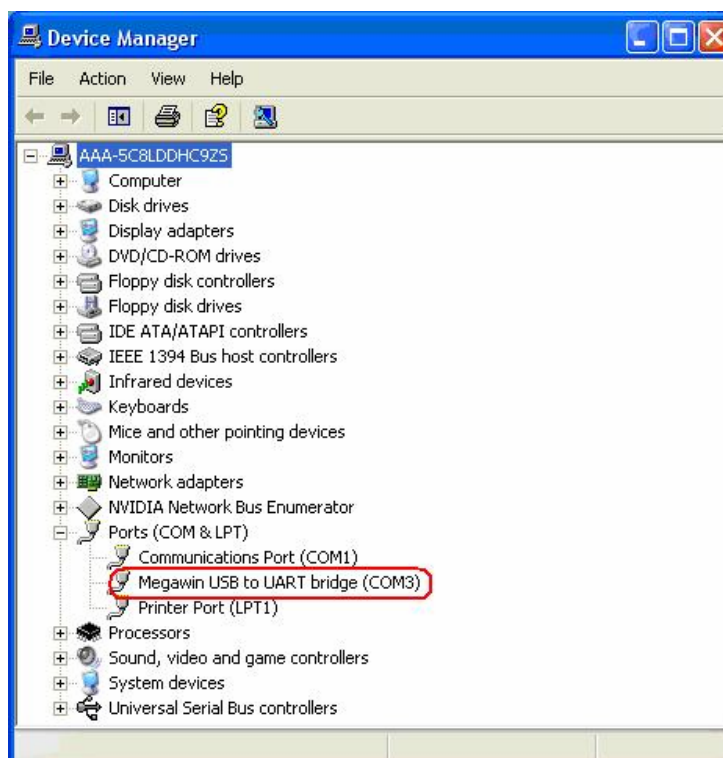 Device Manager
File Action View Help
AAA-5C8LDDHC9Z5
Computer
Disk drives
Display adapters
DVD/CD-ROM drives
Floppy disk controllers
Floppy disk drives
IDE ATA/ATAPI controllers
IEEE 1394 Bus host controllers
Infrared devices
Keyboards
Mice and other pointing devices
Monitors
Network adapters
NVIDIA Network Bus Enumerator
Ports (COM & LPT)
Communications Port (COM1)
Megawin USB to UART bridge (COM3)
Printer Port (LPT1)
Processors
Sound, video and game controllers
System devices
Universal Serial Bus controllers